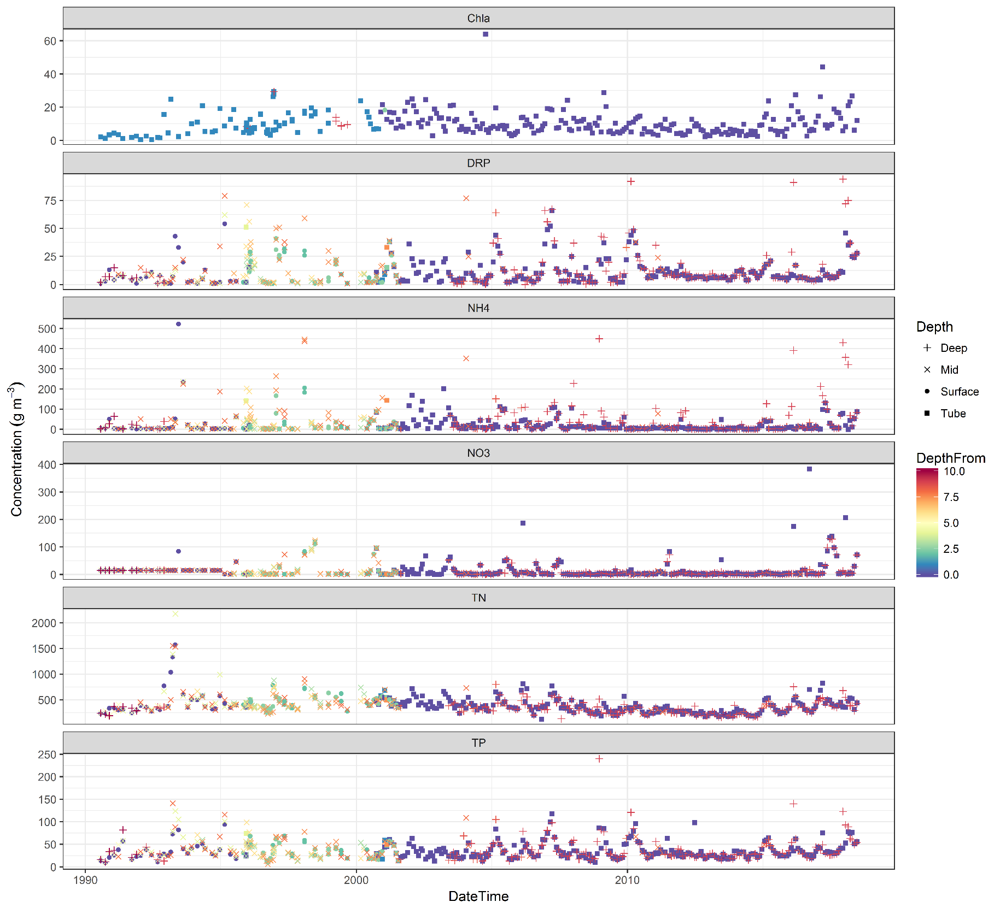 Chla
60
40
20
0
DRP
75
50
25
0
NH4
500
400
300
200
100
0
NO3
400
300
200
100
0
TN
2000
1500
1000
500
TP
250
200
150
100
50
0
1990
2000
2010
DateTime
Concentration (g m⁻³)
Depth
Deep
Mid
Surface
Tube
DepthFrom
10.0
7.5
5.0
2.5
0.0